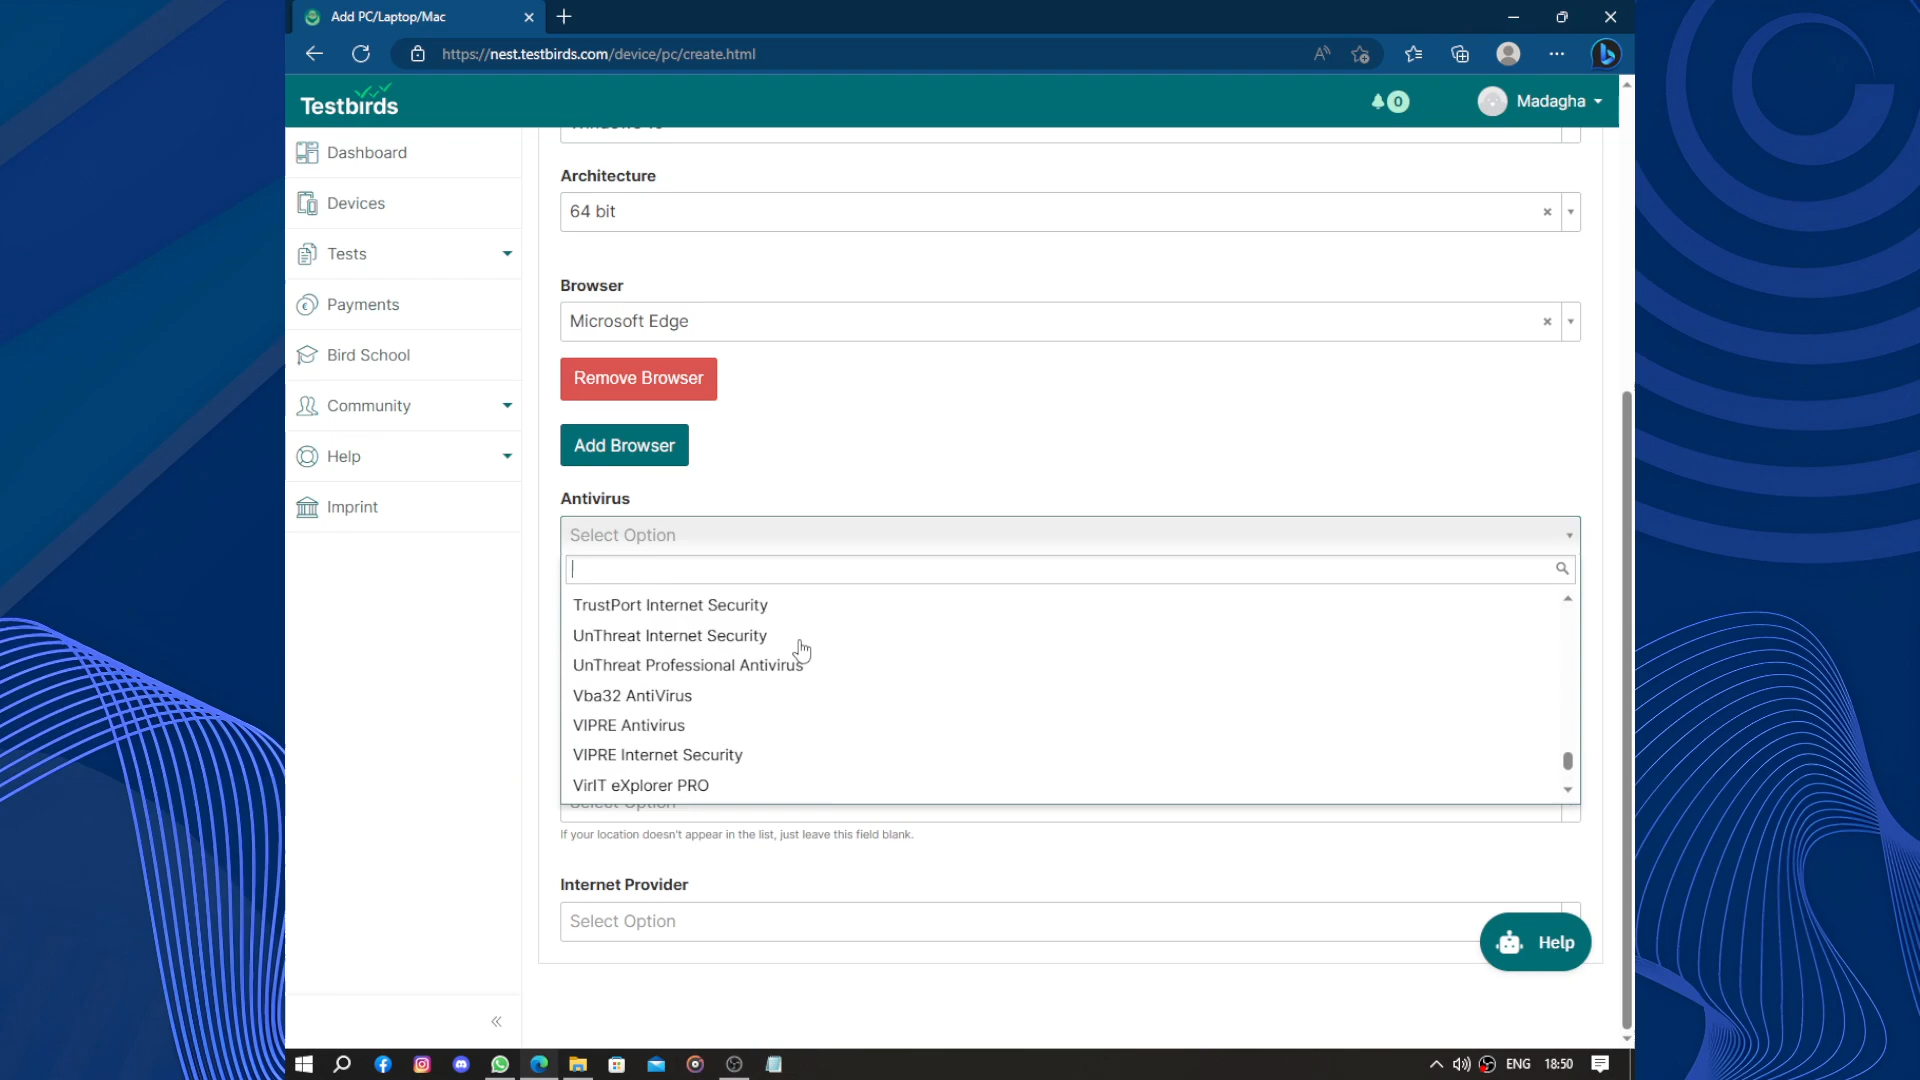 Add PC/Laptop/Mac
https://nest.testbirds.com/device/pc/create.html
Testbirds
0
Madagha
Dashboard
Devices
Tests
Payments
Bird School
Community
Help
Imprint
Architecture
64 bit
Browser
Microsoft Edge
Remove Browser
Add Browser
Antivirus
Select Option
TrustPort Internet Security
UnThreat Internet Security
UnThreat Professional Antivirus
Vba32 AntiVirus
VIPRE Antivirus
VIPRE Internet Security
VirIT eXplorer PRO
Select Option
If your location doesn't appear in the list, just leave this field blank.
Internet Provider
Select Option
Help
ENG
18:50